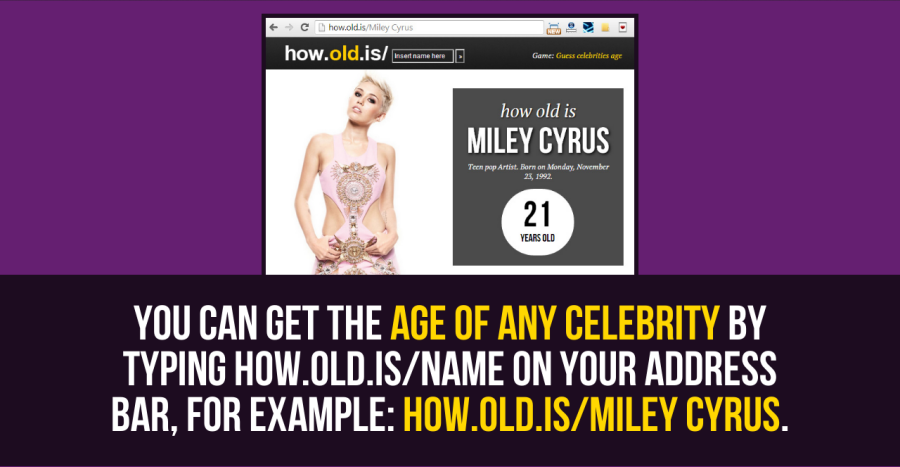 how.old.is/Miley Cyrus
how.old.is/ Insert name here >
Game: Guess celebrities age
how old is
MILEY CYRUS
Teen pop Artist. Born on Monday, November
23, 1992.
21
YEARS OLD
YOU CAN GET THE AGE OF ANY CELEBRITY BY
TYPING HOW.OLD.IS/NAME ON YOUR ADDRESS
BAR, FOR EXAMPLE: HOW.OLD.IS/MILEY CYRUS.